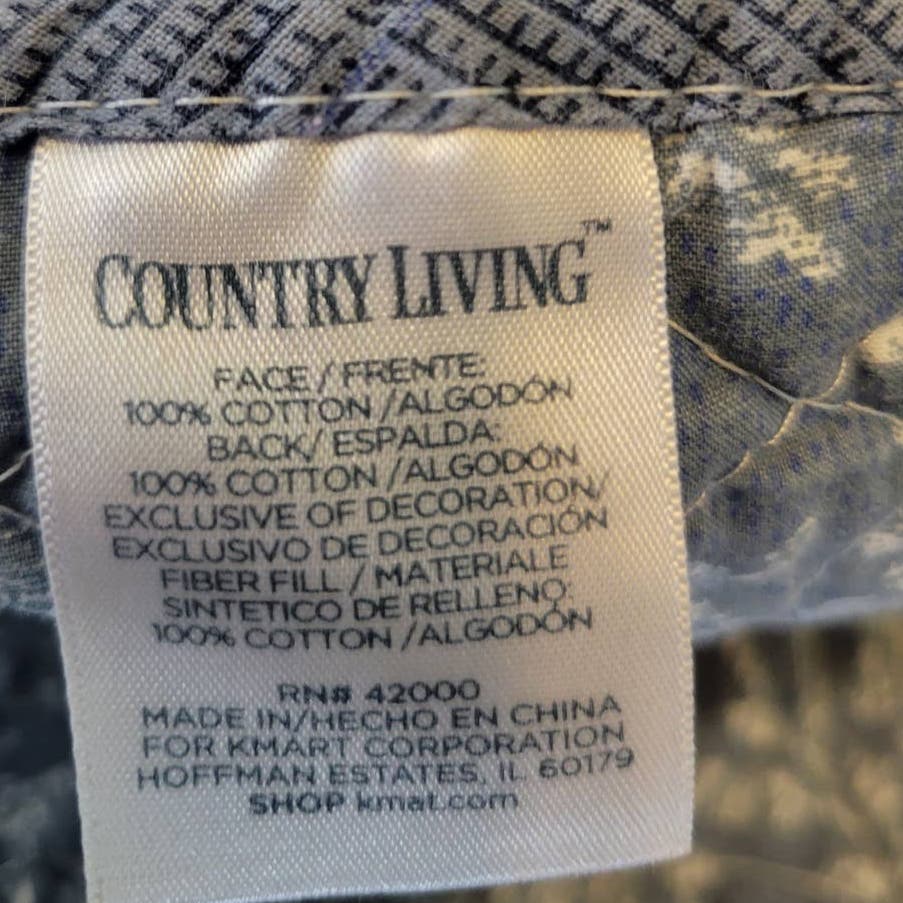 COUNTRY LIVING™
FACE / FRENTE:
100% COTTON /ALGODÓN
BACK/ ESPALDA:
100% COTTON /ALGODÓN
EXCLUSIVE OF DECORATION/
EXCLUSIVO DE DECORACIÓN
FIBER FILL / MATERIALE
SINTETICO DE RELLENO:
100% COTTON /ALGODÓN
RN# 42000
MADE IN/HECHO EN CHINA
FOR KMART CORPORATION
HOFFMAN ESTATES, IL 60179
SHOP kmat.com